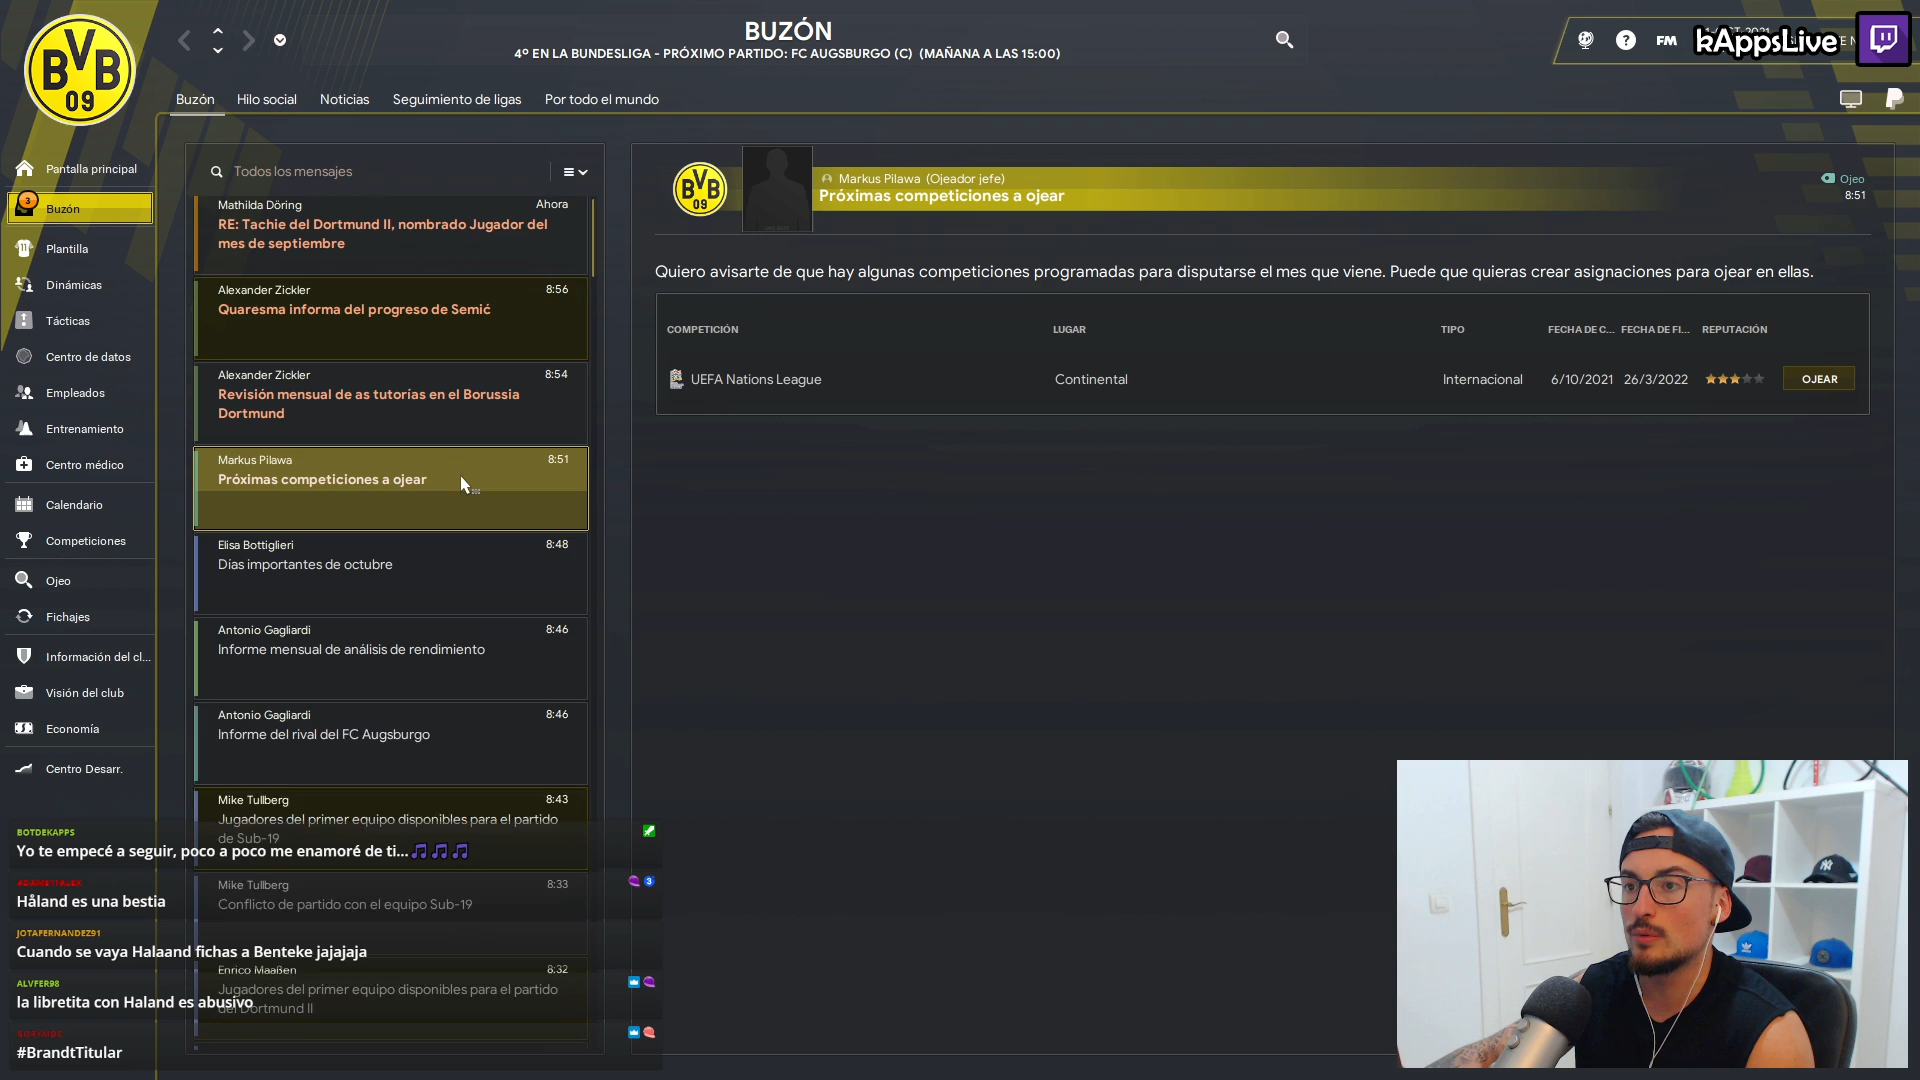 BVB
09
BUZÓN
4º EN LA BUNDESLIGA - PRÓXIMO PARTIDO: FC AUGSBURGO (C) (MAÑANA A LAS 15:00)
FM
kAppsLive
Buzón
Hilo social
Noticias
Seguimiento de ligas
Por todo el mundo
Pantalla principal
3
Buzón
Plantilla
Dinámicas
Tácticas
Centro de datos
Empleados
Entrenamiento
Centro médico
Calendario
Competiciones
Ojeo
Fichajes
Información del cl...
Visión del club
Economía
Centro Desarr.
Todos los mensajes
Mathilda Döring
Ahora
RE: Tachie del Dortmund II, nombrado Jugador del
mes de septiembre
Alexander Zickler
8:56
Quaresma informa del progreso de Semić
Alexander Zickler
8:54
Revisión mensual de as tutorías en el Borussia
Dortmund
Markus Pilawa
8:51
Próximas competiciones a ojear
Elisa Bottiglieri
8:48
Días importantes de octubre
Antonio Gagliardi
8:46
Informe mensual de análisis de rendimiento
Antonio Gagliardi
8:46
Informe del rival del FC Augsburgo
Mike Tullberg
8:43
Jugadores del primer equipo disponibles para el partido
de Sub-19
Mike Tullberg
8:33
Conflicto de partido con el equipo Sub-19
Enrico Maaßen
8:32
Jugadores del primer equipo disponibles para el partido
del Dortmund II
BVB
09
Markus Pilawa (Ojeador jefe)
Próximas competiciones a ojear
Ojeo
8:51
Quiero avisarte de que hay algunas competiciones programadas para disputarse el mes que viene. Puede que quieras crear asignaciones para ojear en ellas.
COMPETICIÓN
LUGAR
TIPO
FECHA DE C...
FECHA DE FI...
REPUTACIÓN
UEFA Nations League
Continental
Internacional
6/10/2021
26/3/2022
OJEAR
BOTDEKAPPS
Yo te empecé a seguir, poco a poco me enamoré de ti...🎵🎵🎵
3
Håland es una bestia
JOTAFERNANDEZ91
Cuando se vaya Halaand fichas a Benteke jajajaja
ALVFER98
la libretita con Haland es abusivo
#BrandtTitular